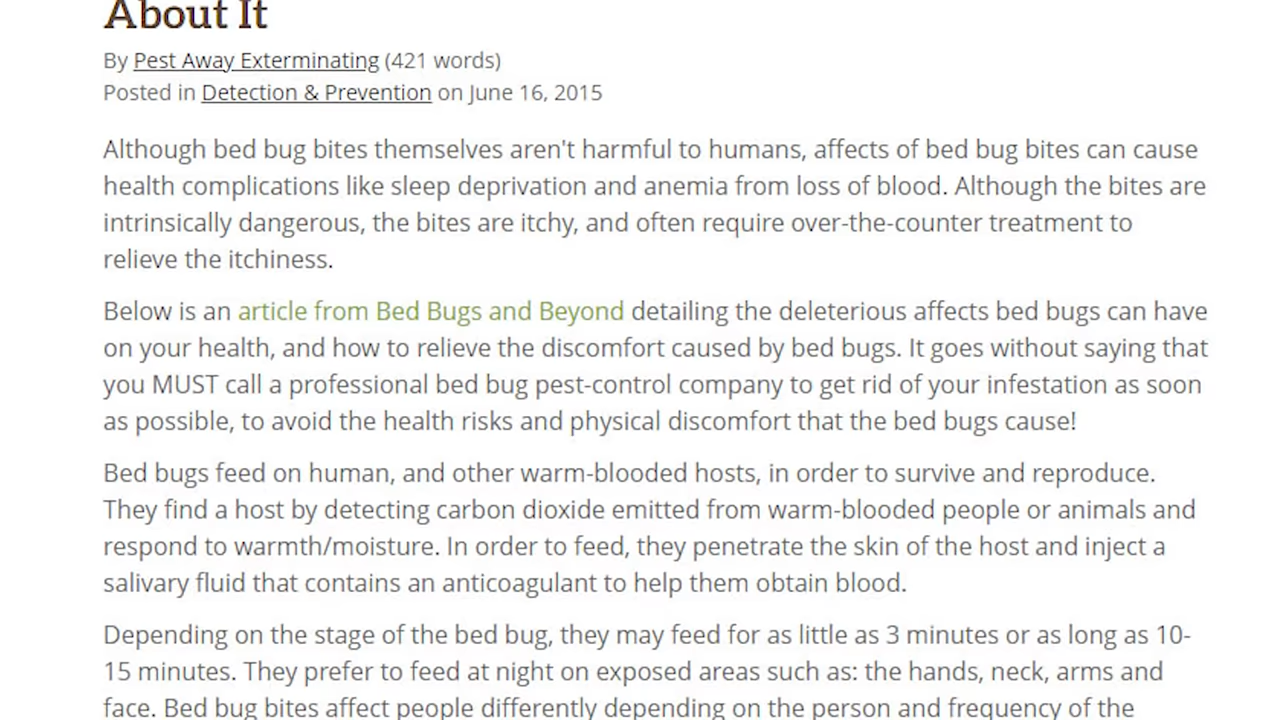 About It
By Pest Away Exterminating (421 words)
Posted in Detection & Prevention on June 16, 2015
Although bed bug bites themselves aren't harmful to humans, affects of bed bug bites can cause
health complications like sleep deprivation and anemia from loss of blood. Although the bites are
intrinsically dangerous, the bites are itchy, and often require over-the-counter treatment to
relieve the itchiness.
Below is an article from Bed Bugs and Beyond detailing the deleterious affects bed bugs can have
on your health, and how to relieve the discomfort caused by bed bugs. It goes without saying that
you MUST call a professional bed bug pest-control company to get rid of your infestation as soon
as possible, to avoid the health risks and physical discomfort that the bed bugs cause!
Bed bugs feed on human, and other warm-blooded hosts, in order to survive and reproduce.
They find a host by detecting carbon dioxide emitted from warm-blooded people or animals and
respond to warmth/moisture. In order to feed, they penetrate the skin of the host and inject a
salivary fluid that contains an anticoagulant to help them obtain blood.
Depending on the stage of the bed bug, they may feed for as little as 3 minutes or as long as 10-
15 minutes. They prefer to feed at night on exposed areas such as: the hands, neck, arms and
face. Bed bug bites affect people differently depending on the person and frequency of the